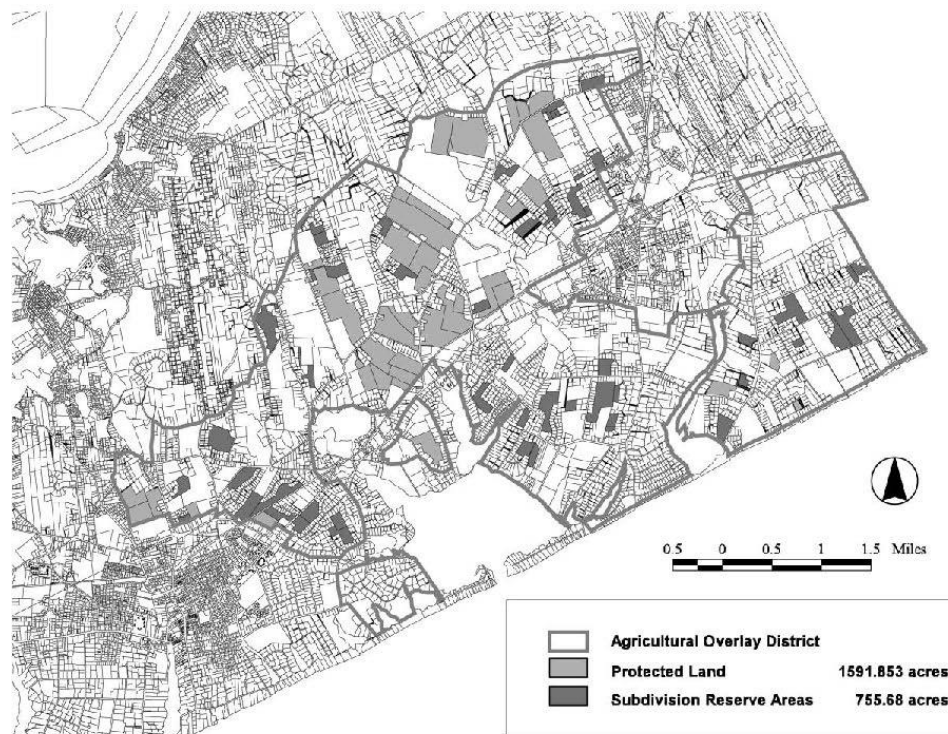 0.5 0 0.5 1 1.5 Miles
Agricultural Overlay District
Protected Land 1591.853 acres
Subdivision Reserve Areas 755.68 acres